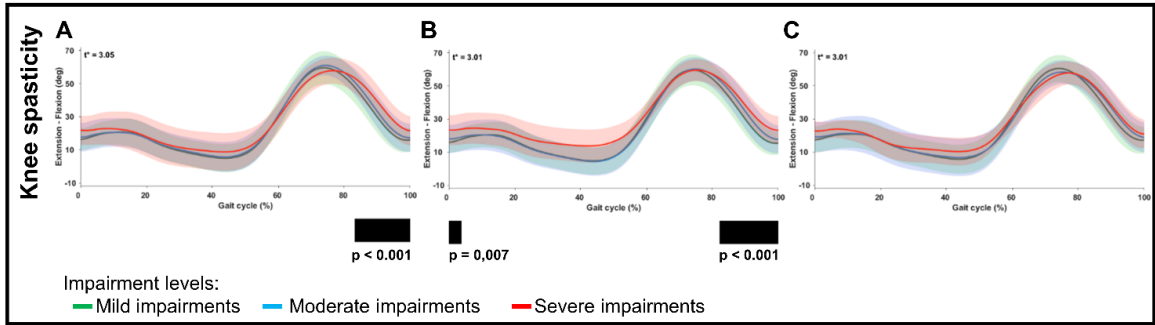 Knee spasticity
A
t* = 3.05
Extension - Flexion (deg)
70
50
30
10
-10
0 20 40 60 80 100
Gait cycle (%)
p < 0.001
B
t* = 3.01
Extension - Flexion (deg)
70
50
30
10
-10
0 20 40 60 80 100
Gait cycle (%)
p = 0,007
p < 0.001
C
t* = 3.01
Extension - Flexion (deg)
70
50
30
10
-10
0 20 40 60 80 100
Gait cycle (%)
Impairment levels:
Mild impairments Moderate impairments Severe impairments